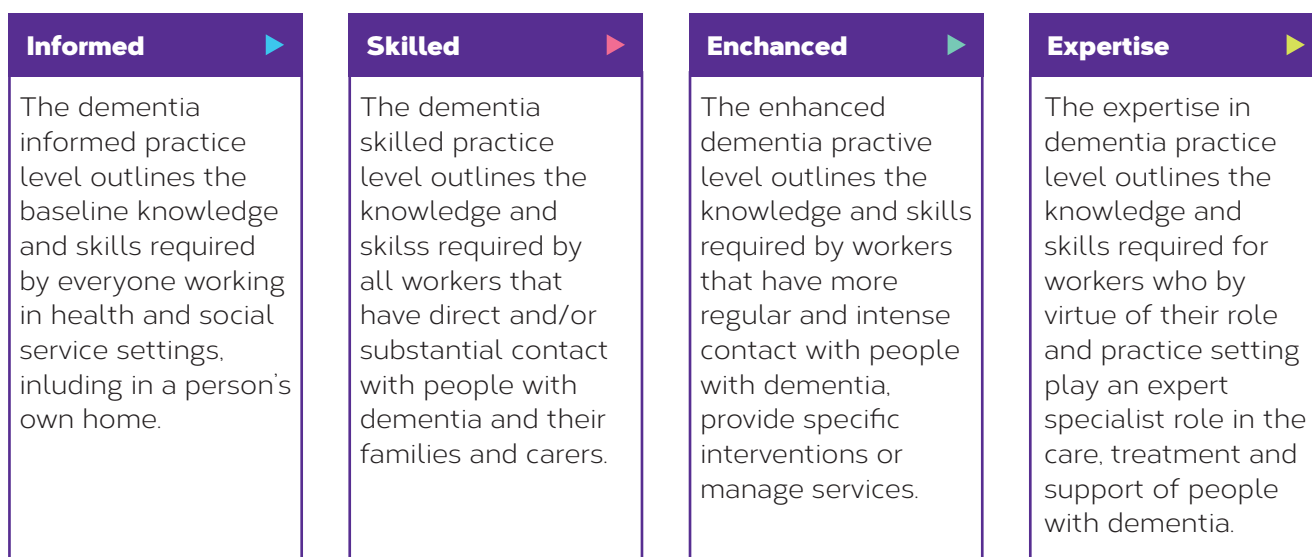 Informed
The dementia
informed practice
level outlines the
baseline knowledge
and skills required
by everyone working
in health and social
service settings,
inluding in a person's
own home.
Skilled
The dementia
skilled practice
level outlines the
knowledge and
skilss required by
all workers that
have direct and/or
substantial contact
with people with
dementia and their
families and carers.
Enchanced
The enhanced
dementia practive
level outlines the
knowledge and skills
required by workers
that have more
regular and intense
contact with people
with dementia,
provide specific
interventions or
manage services.
Expertise
The expertise in
dementia practice
level outlines the
knowledge and
skills required for
workers who by
virtue of their role
and practice setting
play an expert
specialist role in the
care, treatment and
support of people
with dementia.